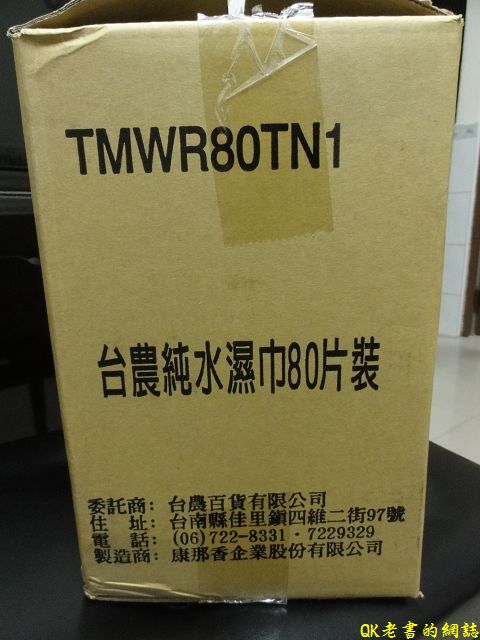 TMWR80TN1
台農純水濕巾80片裝
委託商: 台農百貨有限公司
住 址: 台南縣佳里鎮四維二街97號
電 話: (06)722-8331·7229329
製造商: 康那香企業股份有限公司
QK老書的網誌